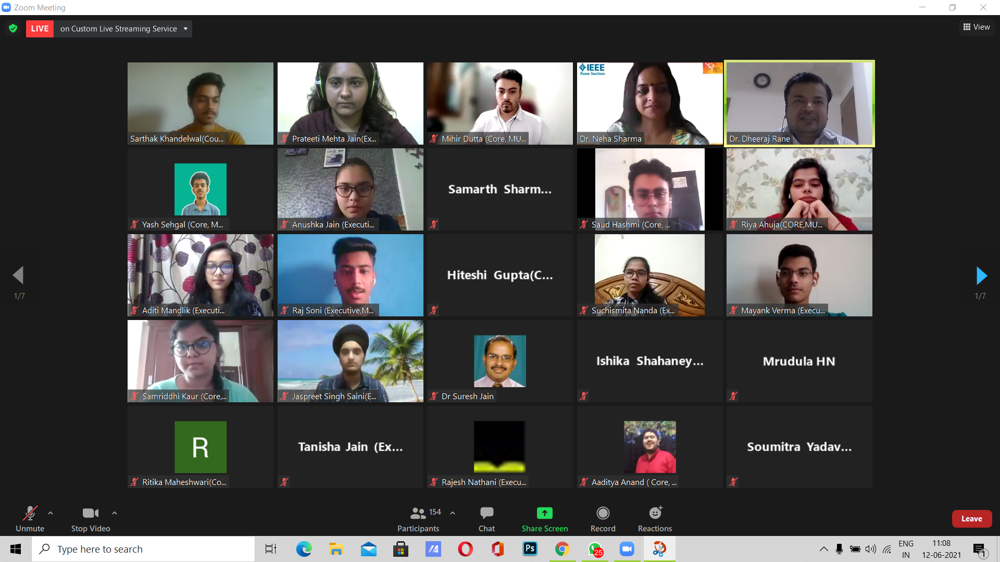 Zoom Meeting
LIVE on Custom Live Streaming Service
View
Sarthak Khandelwal(Cou...
Prateeti Mehta Jain(Ex...
Mihir Dutta (Core, MU...
IEEE
Pune Section
Dr. Neha Sharma
Dr. Dheeraj Rane
Yash Sehgal (Core, M...
Anushka Jain (Executi...
Samarth Sharm...
Saud Hashmi (Core, ...
Riya Ahuja(CORE,MU...
Aditi Mandlik (Executi...
Raj Soni (Executive,M...
Hiteshi Gupta(C...
Suchismita Nanda (Ex...
Mayank Verma (Execu...
1/7
1/7
Samriddhi Kaur (Core,...
Jaspreet Singh Saini(E...
Dr Suresh Jain
Ishika Shahaney...
Mrudula HN
R
Ritika Maheshwari(Co...
Tanisha Jain (Ex...
Rajesh Nathani (Execu...
Aaditya Anand ( Core, ...
Soumitra Yadav...
Unmute
Stop Video
Participants 154
Chat
Share Screen
Record
Reactions
Leave
Type here to search
Ps
25
ENG
IN
11:08
12-06-2021
1